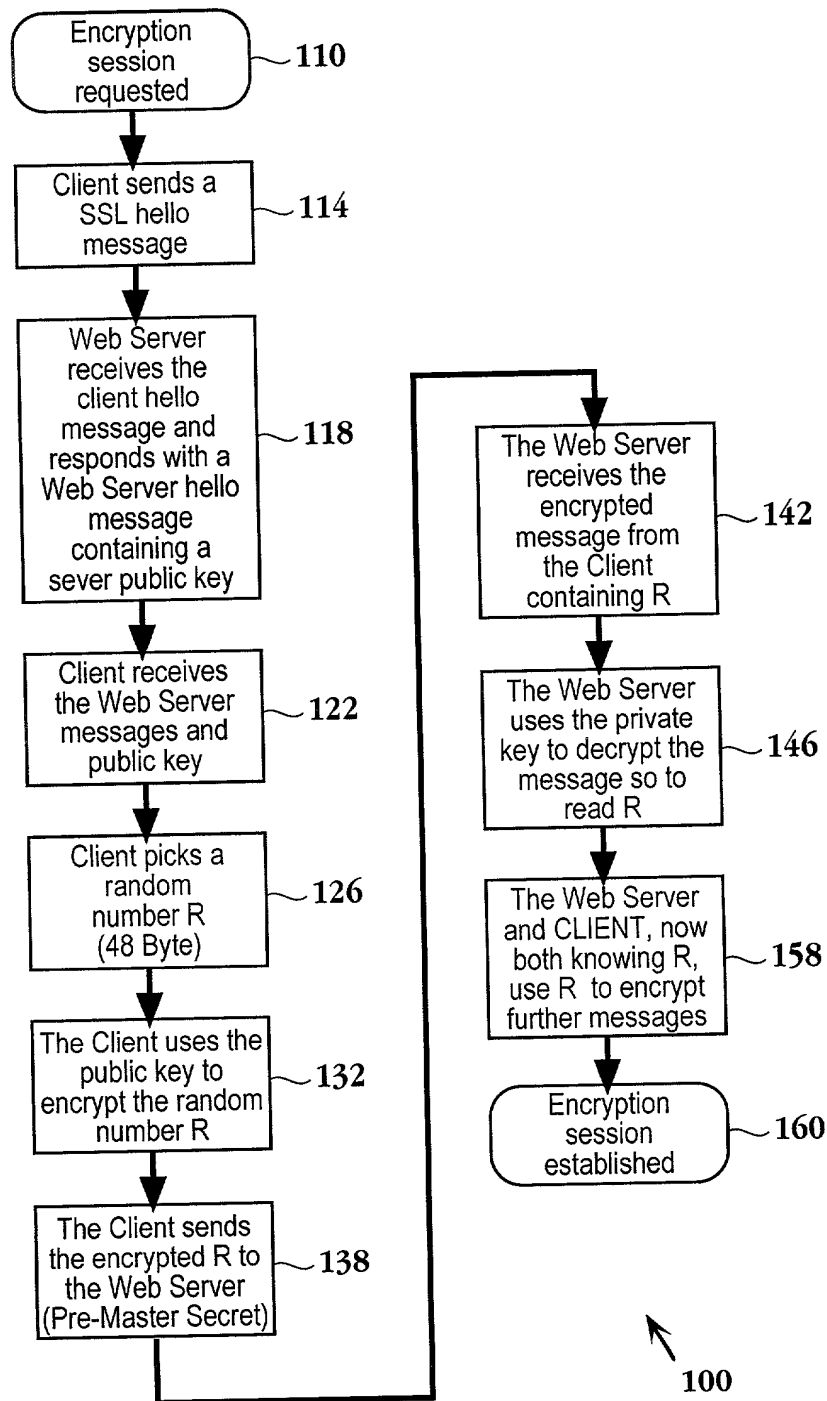 Encryption
session
requested
110
Client sends a
SSL hello
message
114
Web Server
receives the
client hello
message and
responds with a
Web Server hello
message
containing a
sever public key
118
Client receives
the Web Server
messages and
public key
122
Client picks a
random
number R
(48 Byte)
126
The Client uses the
public key to
encrypt the random
number R
132
The Client sends
the encrypted R to
the Web Server
(Pre-Master Secret)
138
The Web Server
receives the
encrypted
message from
the Client
containing R
142
The Web Server
uses the private
key to decrypt the
message so to
read R
146
The Web Server
and CLIENT, now
both knowing R,
use R to encrypt
further messages
158
Encryption
session
established
160
100